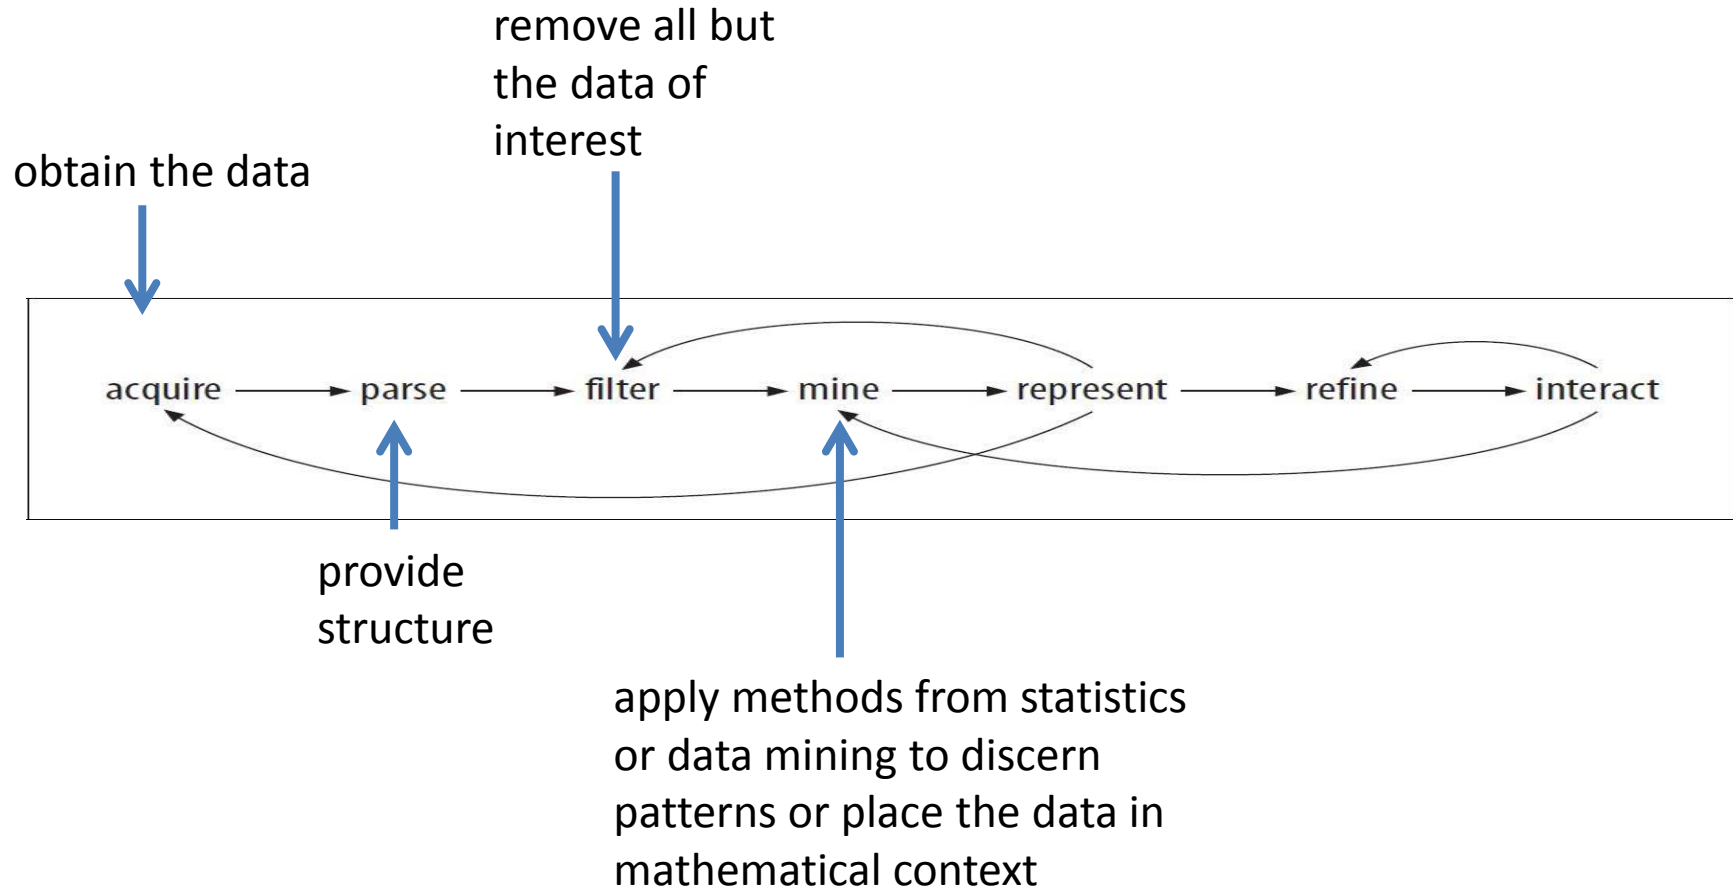 remove all but
the data of
interest
obtain the data
acquire parse filter mine represent refine interact
provide
structure
apply methods from statistics
or data mining to discern
patterns or place the data in
mathematical context